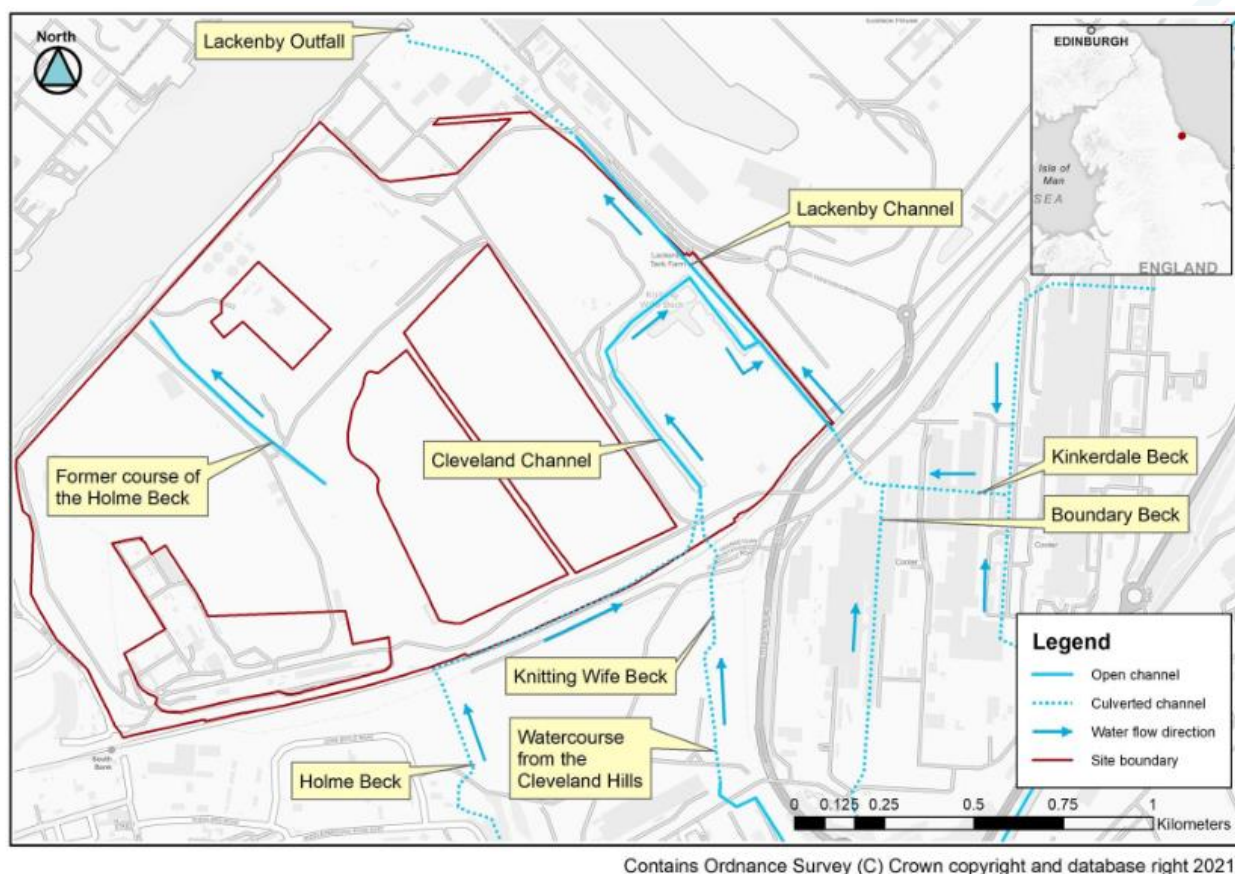 North
Lackenby Outfall
EDINBURGH
Isle of
Man
SEA
ENGLAND
Lackenby Channel
Cleveland Channel
Former course of
the Holme Beck
Kinkerdale Beck
Boundary Beck
Knitting Wife Beck
Watercourse
from the
Cleveland Hills
Holme Beck
South
Bank
Legend
Open channel
Culverted channel
Water flow direction
Site boundary
0 0.125 0.25 0.5 0.75 1
Kilometers
Contains Ordnance Survey (C) Crown copyright and database right 2021